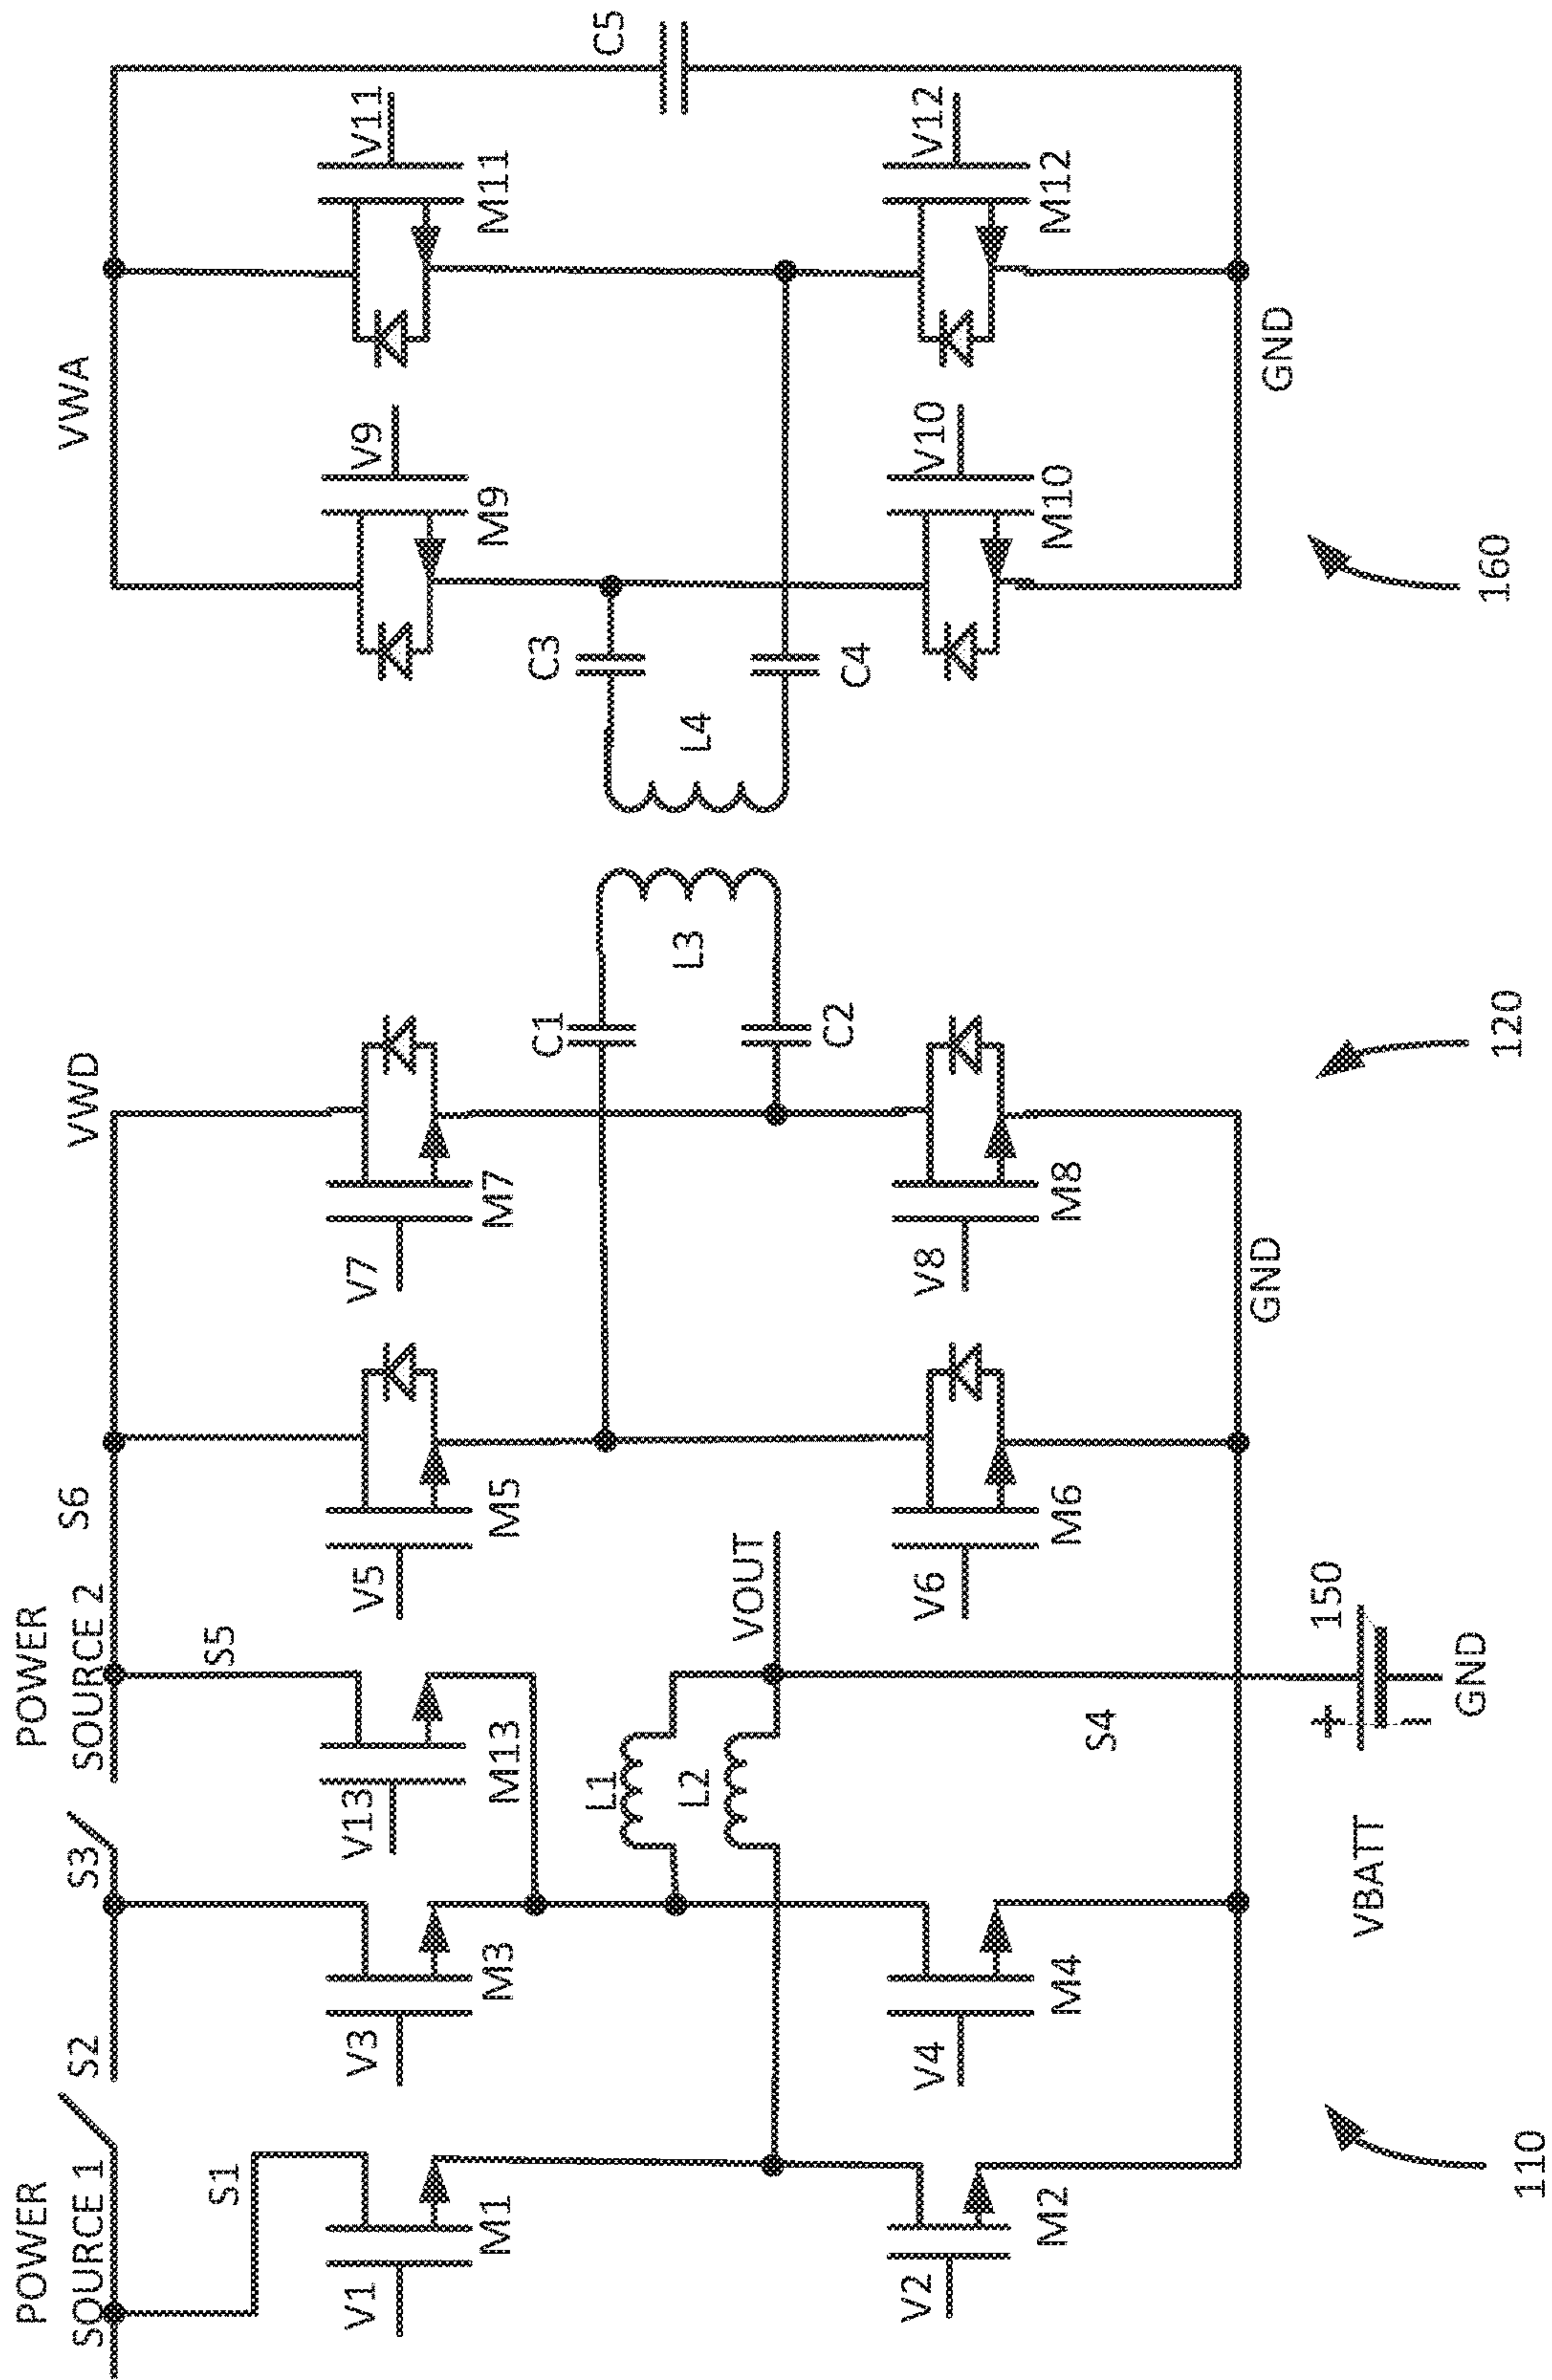 POWER
SOURCE 1
S1
S2
S3
POWER
SOURCE 2
S5
S6
VWD
VWA
V1
M1
V3
M3
V13
M13
V5
M5
V7
M7
V9
M9
V11
M11
C5
L1
L2
VOUT
C1
L3
C2
C3
L4
C4
V2
M2
V4
M4
S4
V6
M6
V8
M8
V10
M10
V12
M12
GND
GND
VBATT
+
-
150
GND
110
120
160